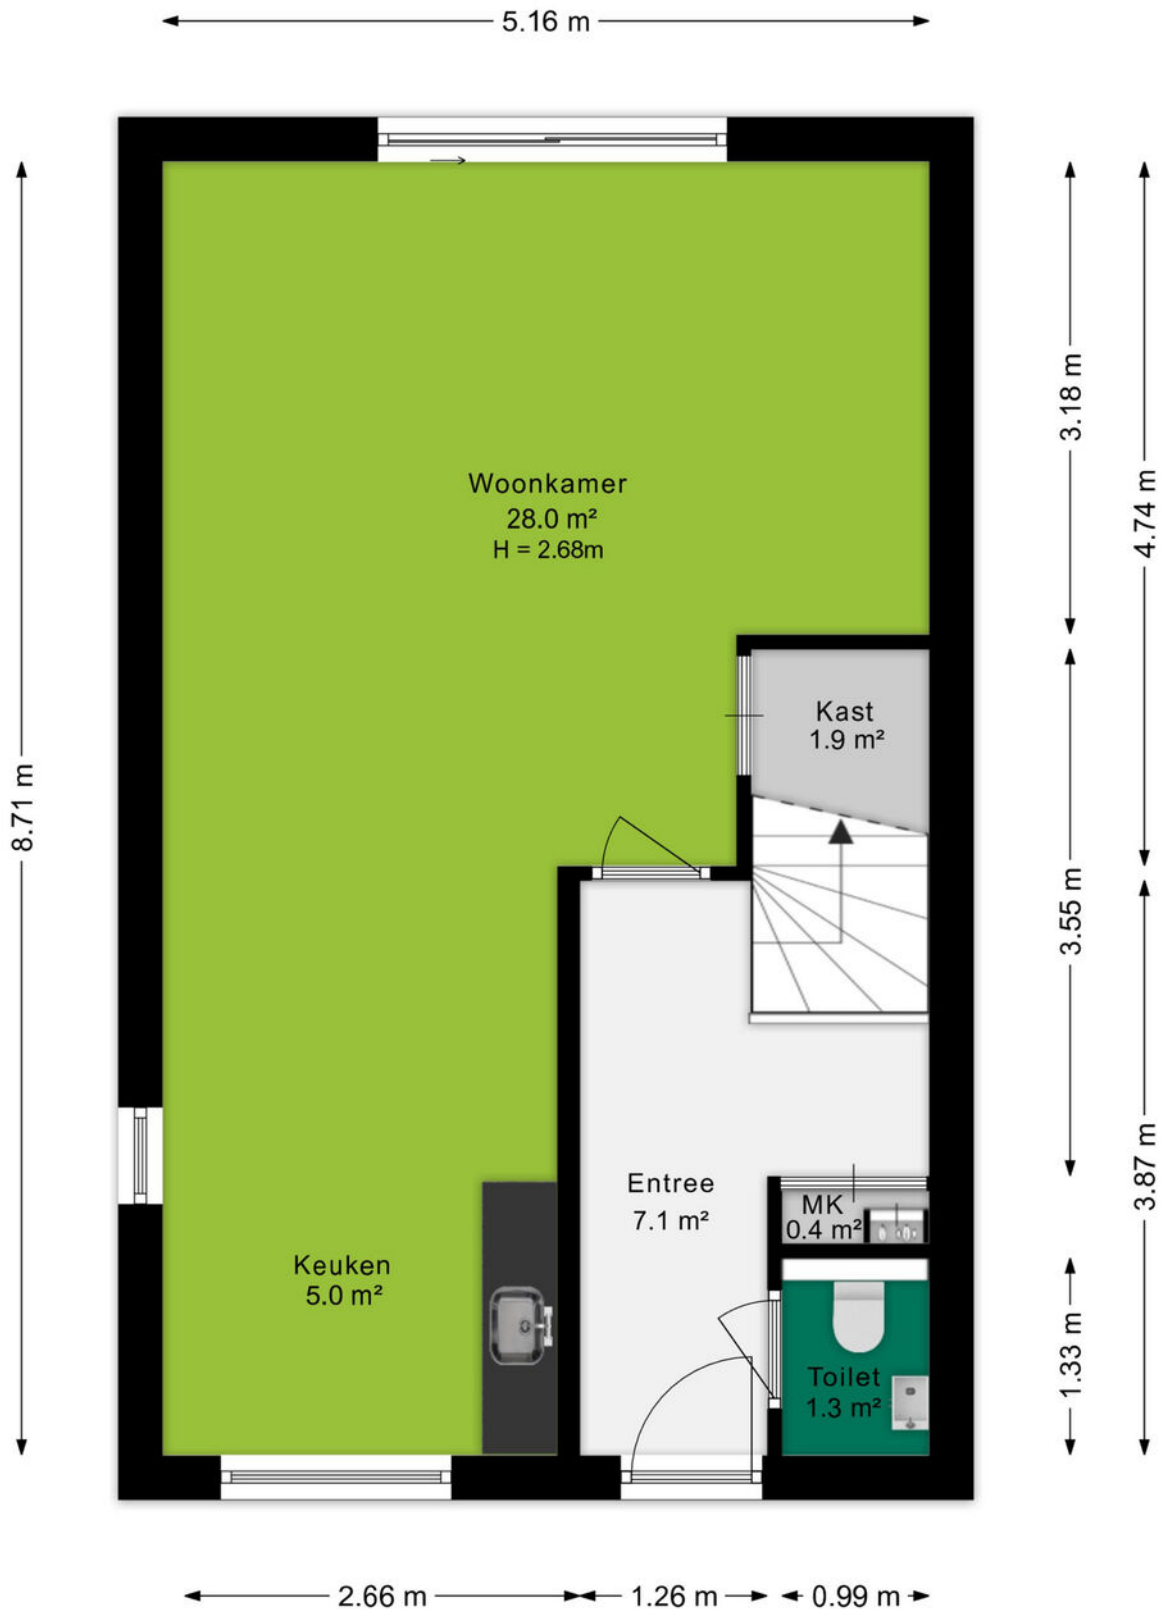 5.16 m
8.71 m
3.18 m
4.74 m
Woonkamer
28.0 m²
H = 2.68m
Kast
1.9 m²
3.55 m
3.87 m
Entree
7.1 m²
MK
0.4 m²
Keuken
5.0 m²
Toilet
1.3 m²
1.33 m
2.66 m
1.26 m
0.99 m